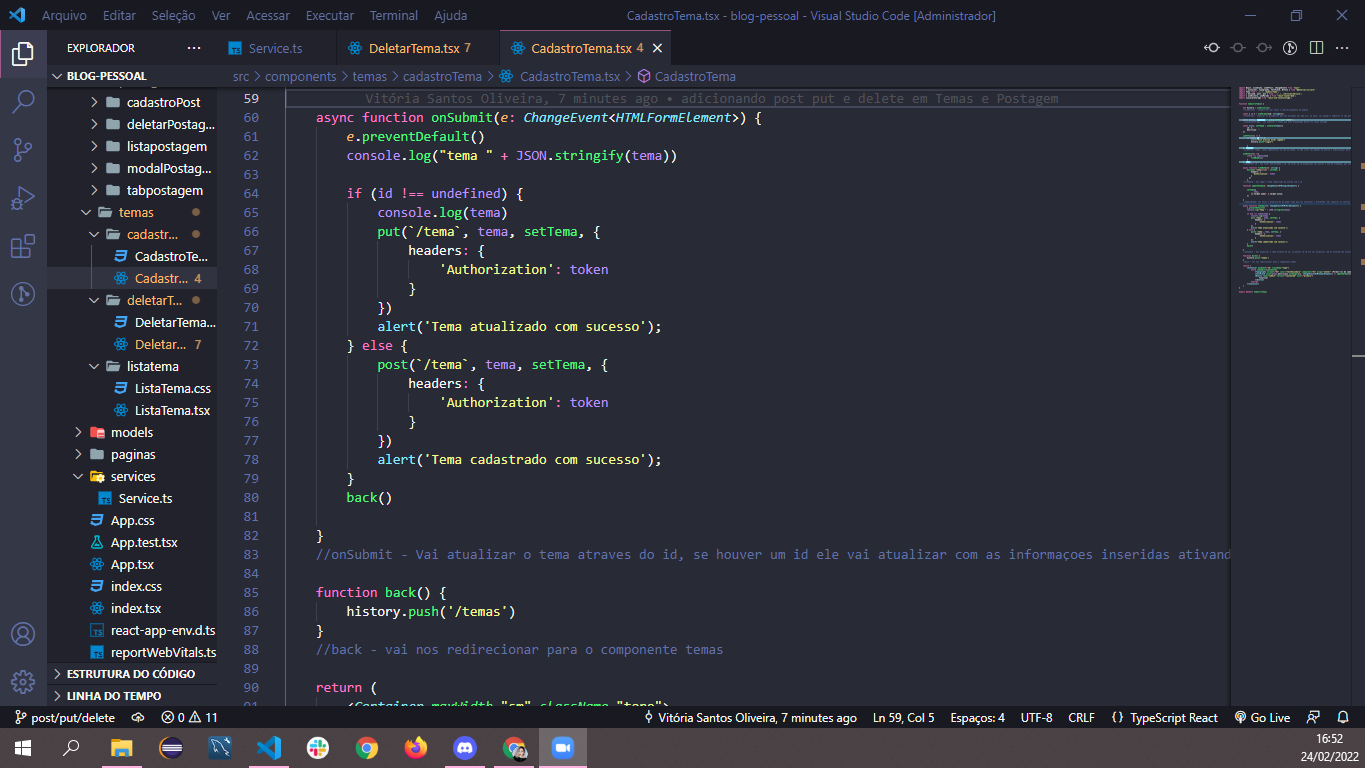 Arquivo Editar Seleção Ver Acessar Executar Terminal Ajuda
CadastroTema.tsx - blog-pessoal - Visual Studio Code [Administrador]
EXPLORADOR
Service.ts
DeletarTema.tsx 7
CadastroTema.tsx 4
BLOG-PESSOAL
src > components > temas > cadastroTema > CadastroTema.tsx > CadastroTema
cadastroPost
deletarPostag...
listapostagem
modalPostag...
tabpostagem
temas
cadastr...
CadastroTe...
Cadastr... 4
deletarT...
DeletarTema...
Deletar... 7
listatema
ListaTema.css
ListaTema.tsx
models
paginas
services
Service.ts
App.css
App.test.tsx
App.tsx
index.css
index.tsx
react-app-env.d.ts
reportWebVitals.ts
ESTRUTURA DO CÓDIGO
LINHA DO TEMPO
59 Vitória Santos Oliveira, 7 minutes ago • adicionando post put e delete em Temas e Postagem
60 async function onSubmit(e: ChangeEvent<HTMLFormElement>) {
61 e.preventDefault()
62 console.log("tema " + JSON.stringify(tema))
63
64 if (id !== undefined) {
65 console.log(tema)
66 put(`/tema`, tema, setTema, {
67 headers: {
68 'Authorization': token
69 }
70 })
71 alert('Tema atualizado com sucesso');
72 } else {
73 post(`/tema`, tema, setTema, {
74 headers: {
75 'Authorization': token
76 }
77 })
78 alert('Tema cadastrado com sucesso');
79 }
80 back()
81
82 }
83 //onSubmit - Vai atualizar o tema atraves do id, se houver um id ele vai atualizar com as informaçoes inseridas ativand
84
85 function back() {
86 history.push('/temas')
87 }
88 //back - vai nos redirecionar para o componente temas
89
90 return (
91 <Container maxWidth="sm" className="topo">
post/put/delete
0
11
Vitória Santos Oliveira, 7 minutes ago
Ln 59, Col 5
Espaços: 4
UTF-8
CRLF
{} TypeScript React
Go Live
16:52
24/02/2022